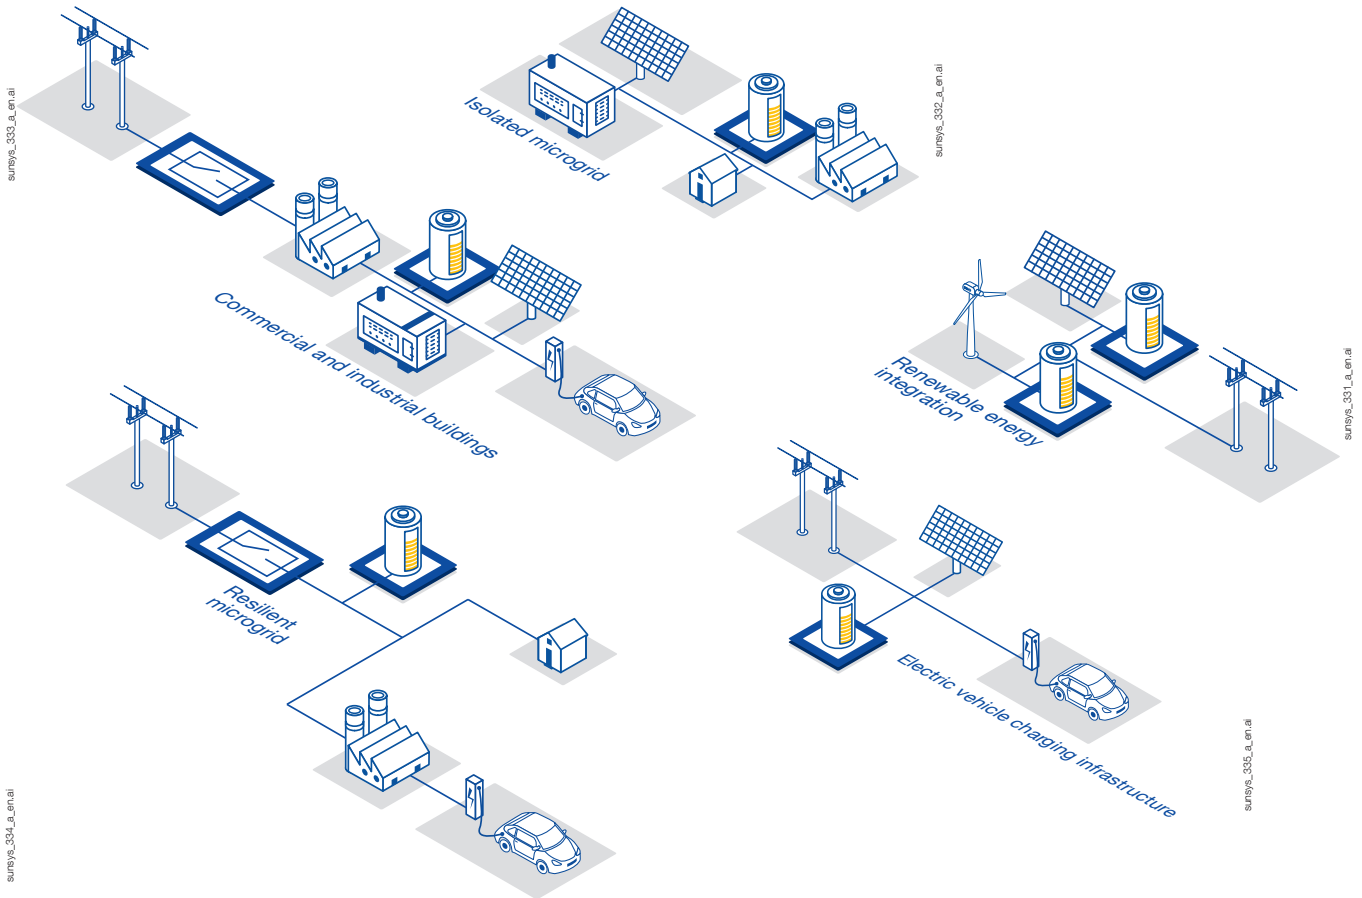 sunsys_333_a_en.ai
Isolated microgrid
sunsys_332_a_en.ai
Commercial and industrial buildings
Renewable energy
integration
sunsys_331_a_en.ai
Resilient
microgrid
Electric vehicle charging infrastructure
sunsys_335_a_en.ai
sunsys_334_a_en.ai